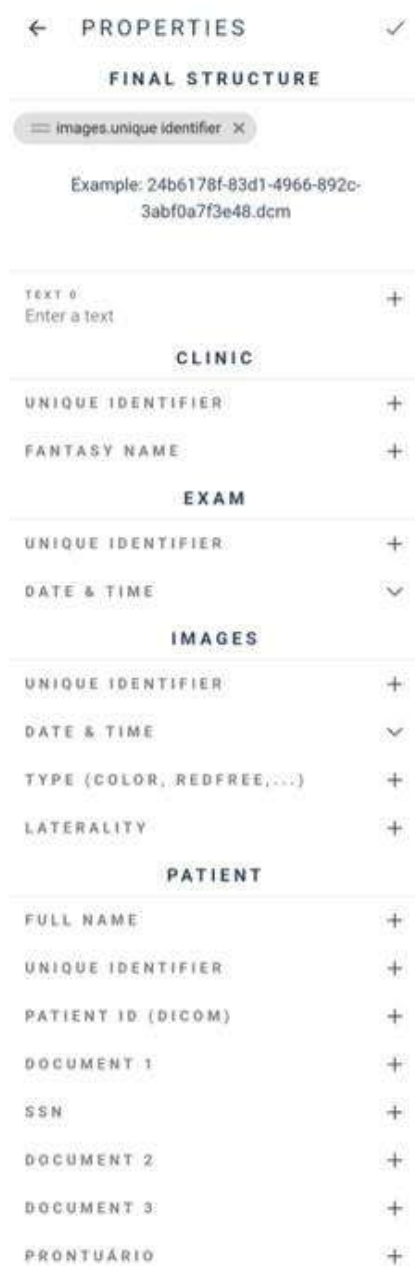 PROPERTIES
FINAL STRUCTURE
images.unique identifier
Example: 24b6178f-83d1-4966-892c-
3abf0a7f3e48.dcm
TEXT 0
Enter a text
CLINIC
UNIQUE IDENTIFIER
FANTASY NAME
EXAM
UNIQUE IDENTIFIER
DATE & TIME
IMAGES
UNIQUE IDENTIFIER
DATE & TIME
TYPE (COLOR, REDFREE,...)
LATERALITY
PATIENT
FULL NAME
UNIQUE IDENTIFIER
PATIENT ID (DICOM)
DOCUMENT 1
SSN
DOCUMENT 2
DOCUMENT 3
PRONTUÁRIO